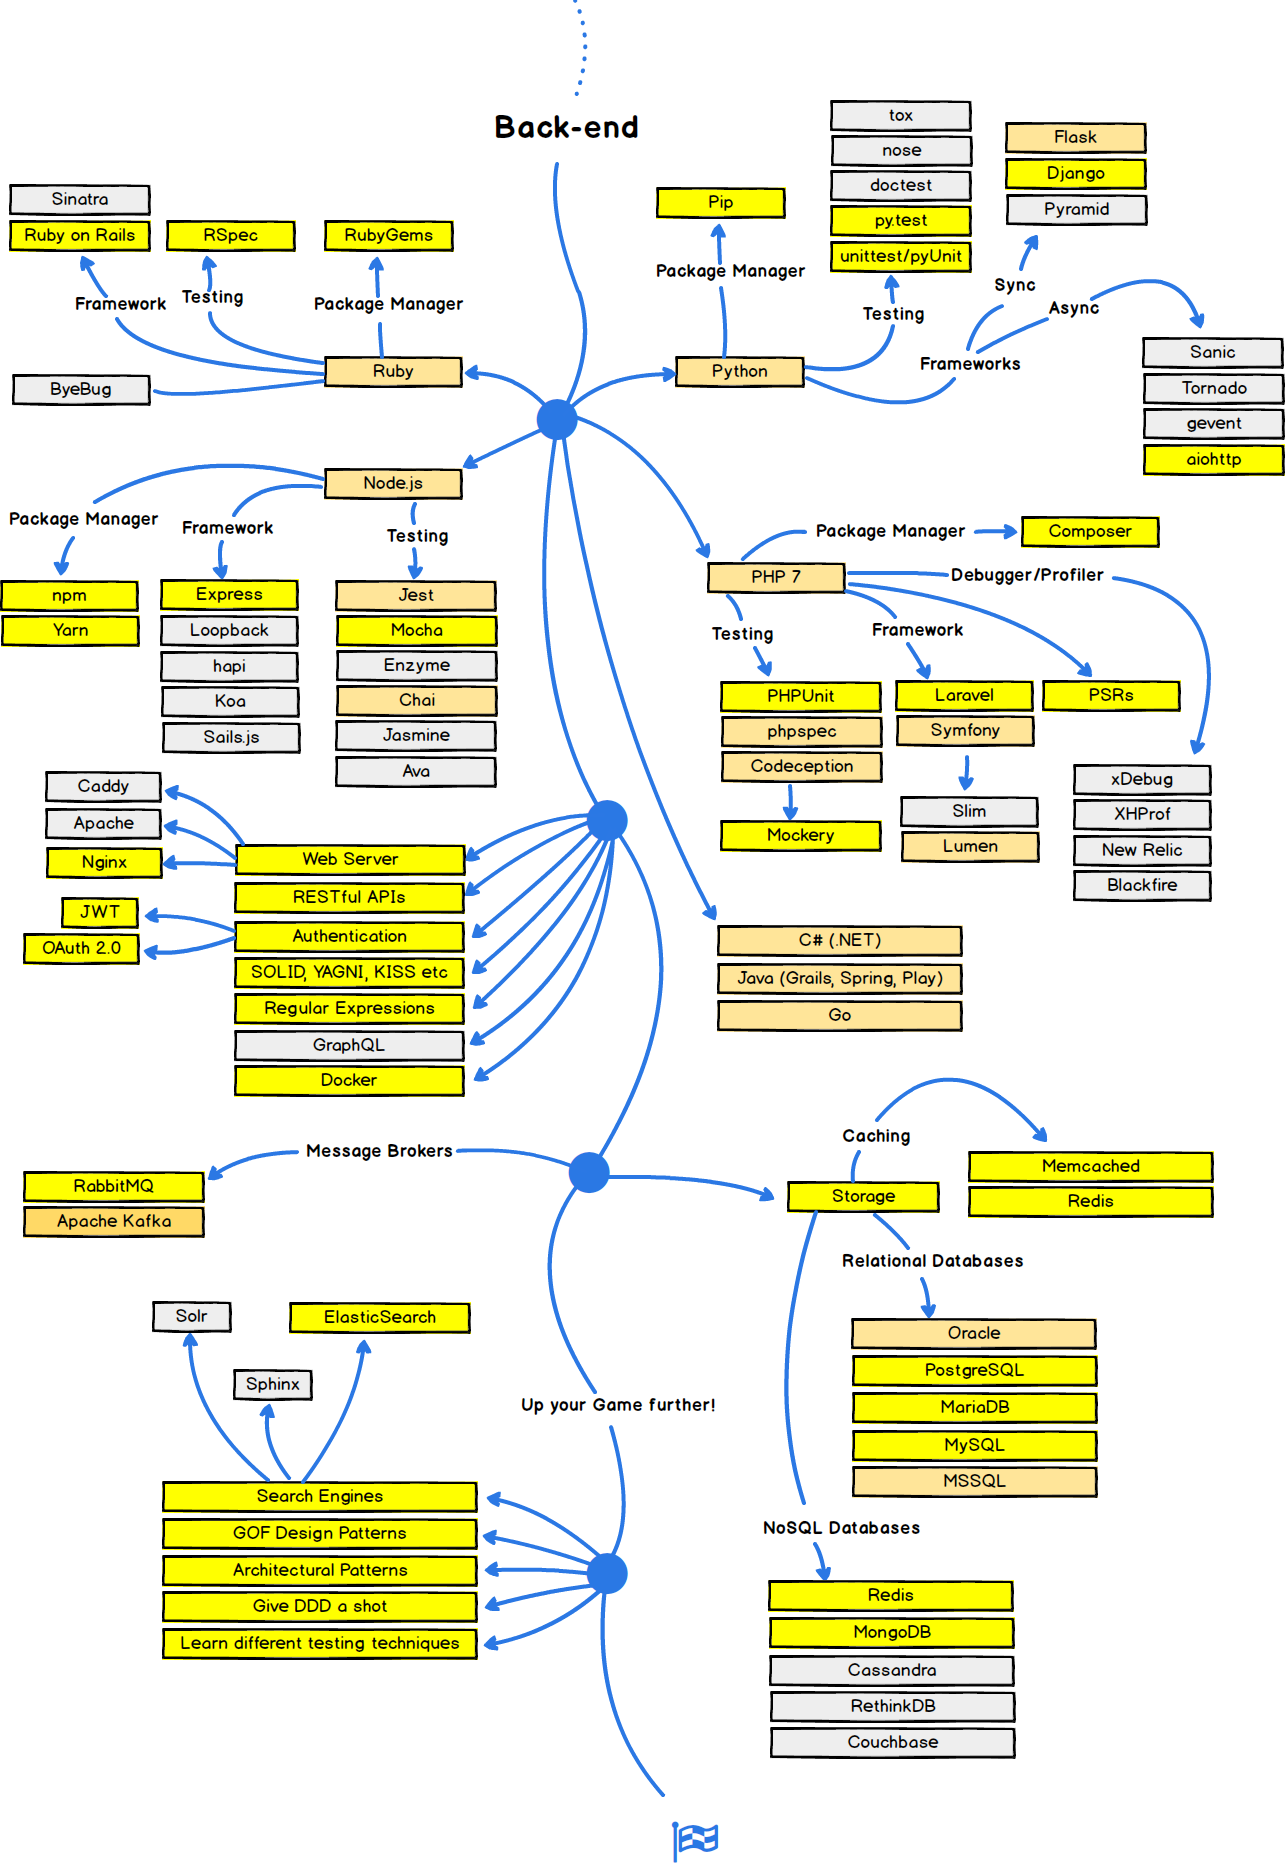 Back-end
Sinatra
Ruby on Rails
RSpec
RubyGems
Framework
Testing
Package Manager
Ruby
ByeBug
Pip
Package Manager
Python
tox
nose
doctest
py.test
unittest/pyUnit
Testing
Flask
Django
Pyramid
Sync
Async
Frameworks
Sanic
Tornado
gevent
aiohttp
Node.js
Package Manager
Framework
Testing
npm
Yarn
Express
Loopback
hapi
Koa
Sails.js
Jest
Mocha
Enzyme
Chai
Jasmine
Ava
Package Manager
Composer
PHP 7
Debugger/Profiler
Testing
Framework
PHPUnit
phpspec
Codeception
Mockery
Laravel
Symfony
Slim
Lumen
PSRs
xDebug
XHProf
New Relic
Blackfire
Caddy
Apache
Nginx
JWT
OAuth 2.0
Web Server
RESTful APIs
Authentication
SOLID, YAGNI, KISS etc
Regular Expressions
GraphQL
Docker
C# (.NET)
Java (Grails, Spring, Play)
Go
Message Brokers
RabbitMQ
Apache Kafka
Caching
Storage
Memcached
Redis
Relational Databases
Oracle
PostgreSQL
MariaDB
MySQL
MSSQL
NoSQL Databases
Redis
MongoDB
Cassandra
RethinkDB
Couchbase
Solr
ElasticSearch
Sphinx
Up your Game further!
Search Engines
GOF Design Patterns
Architectural Patterns
Give DDD a shot
Learn different testing techniques